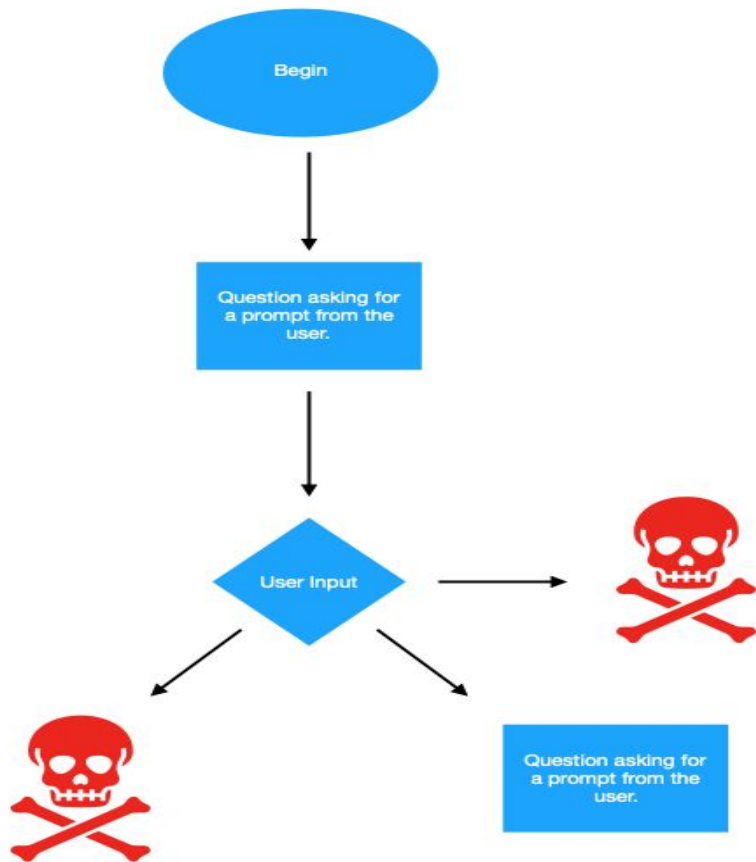 Begin
Question asking for
a prompt from the
user.
User Input
Question asking for
a prompt from the
user.